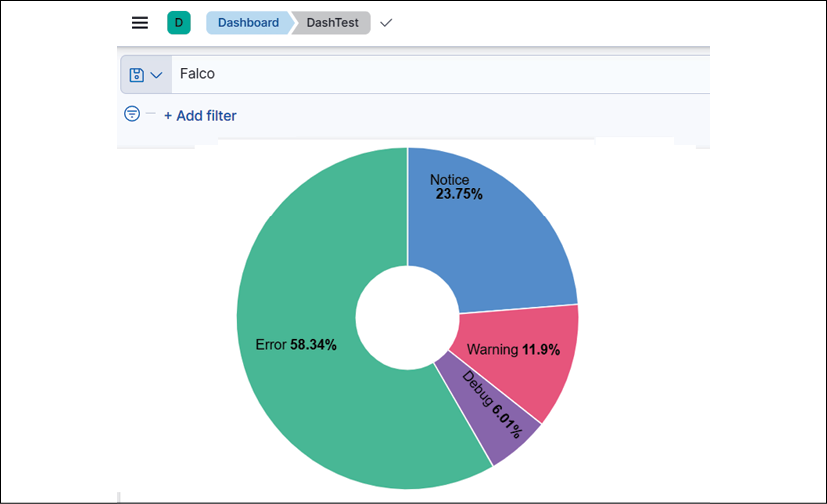 D Dashboard DashTest
Falco
+ Add filter
Notice
23.75%
Error 58.34%
Warning 11.9%
Debug 6.01%